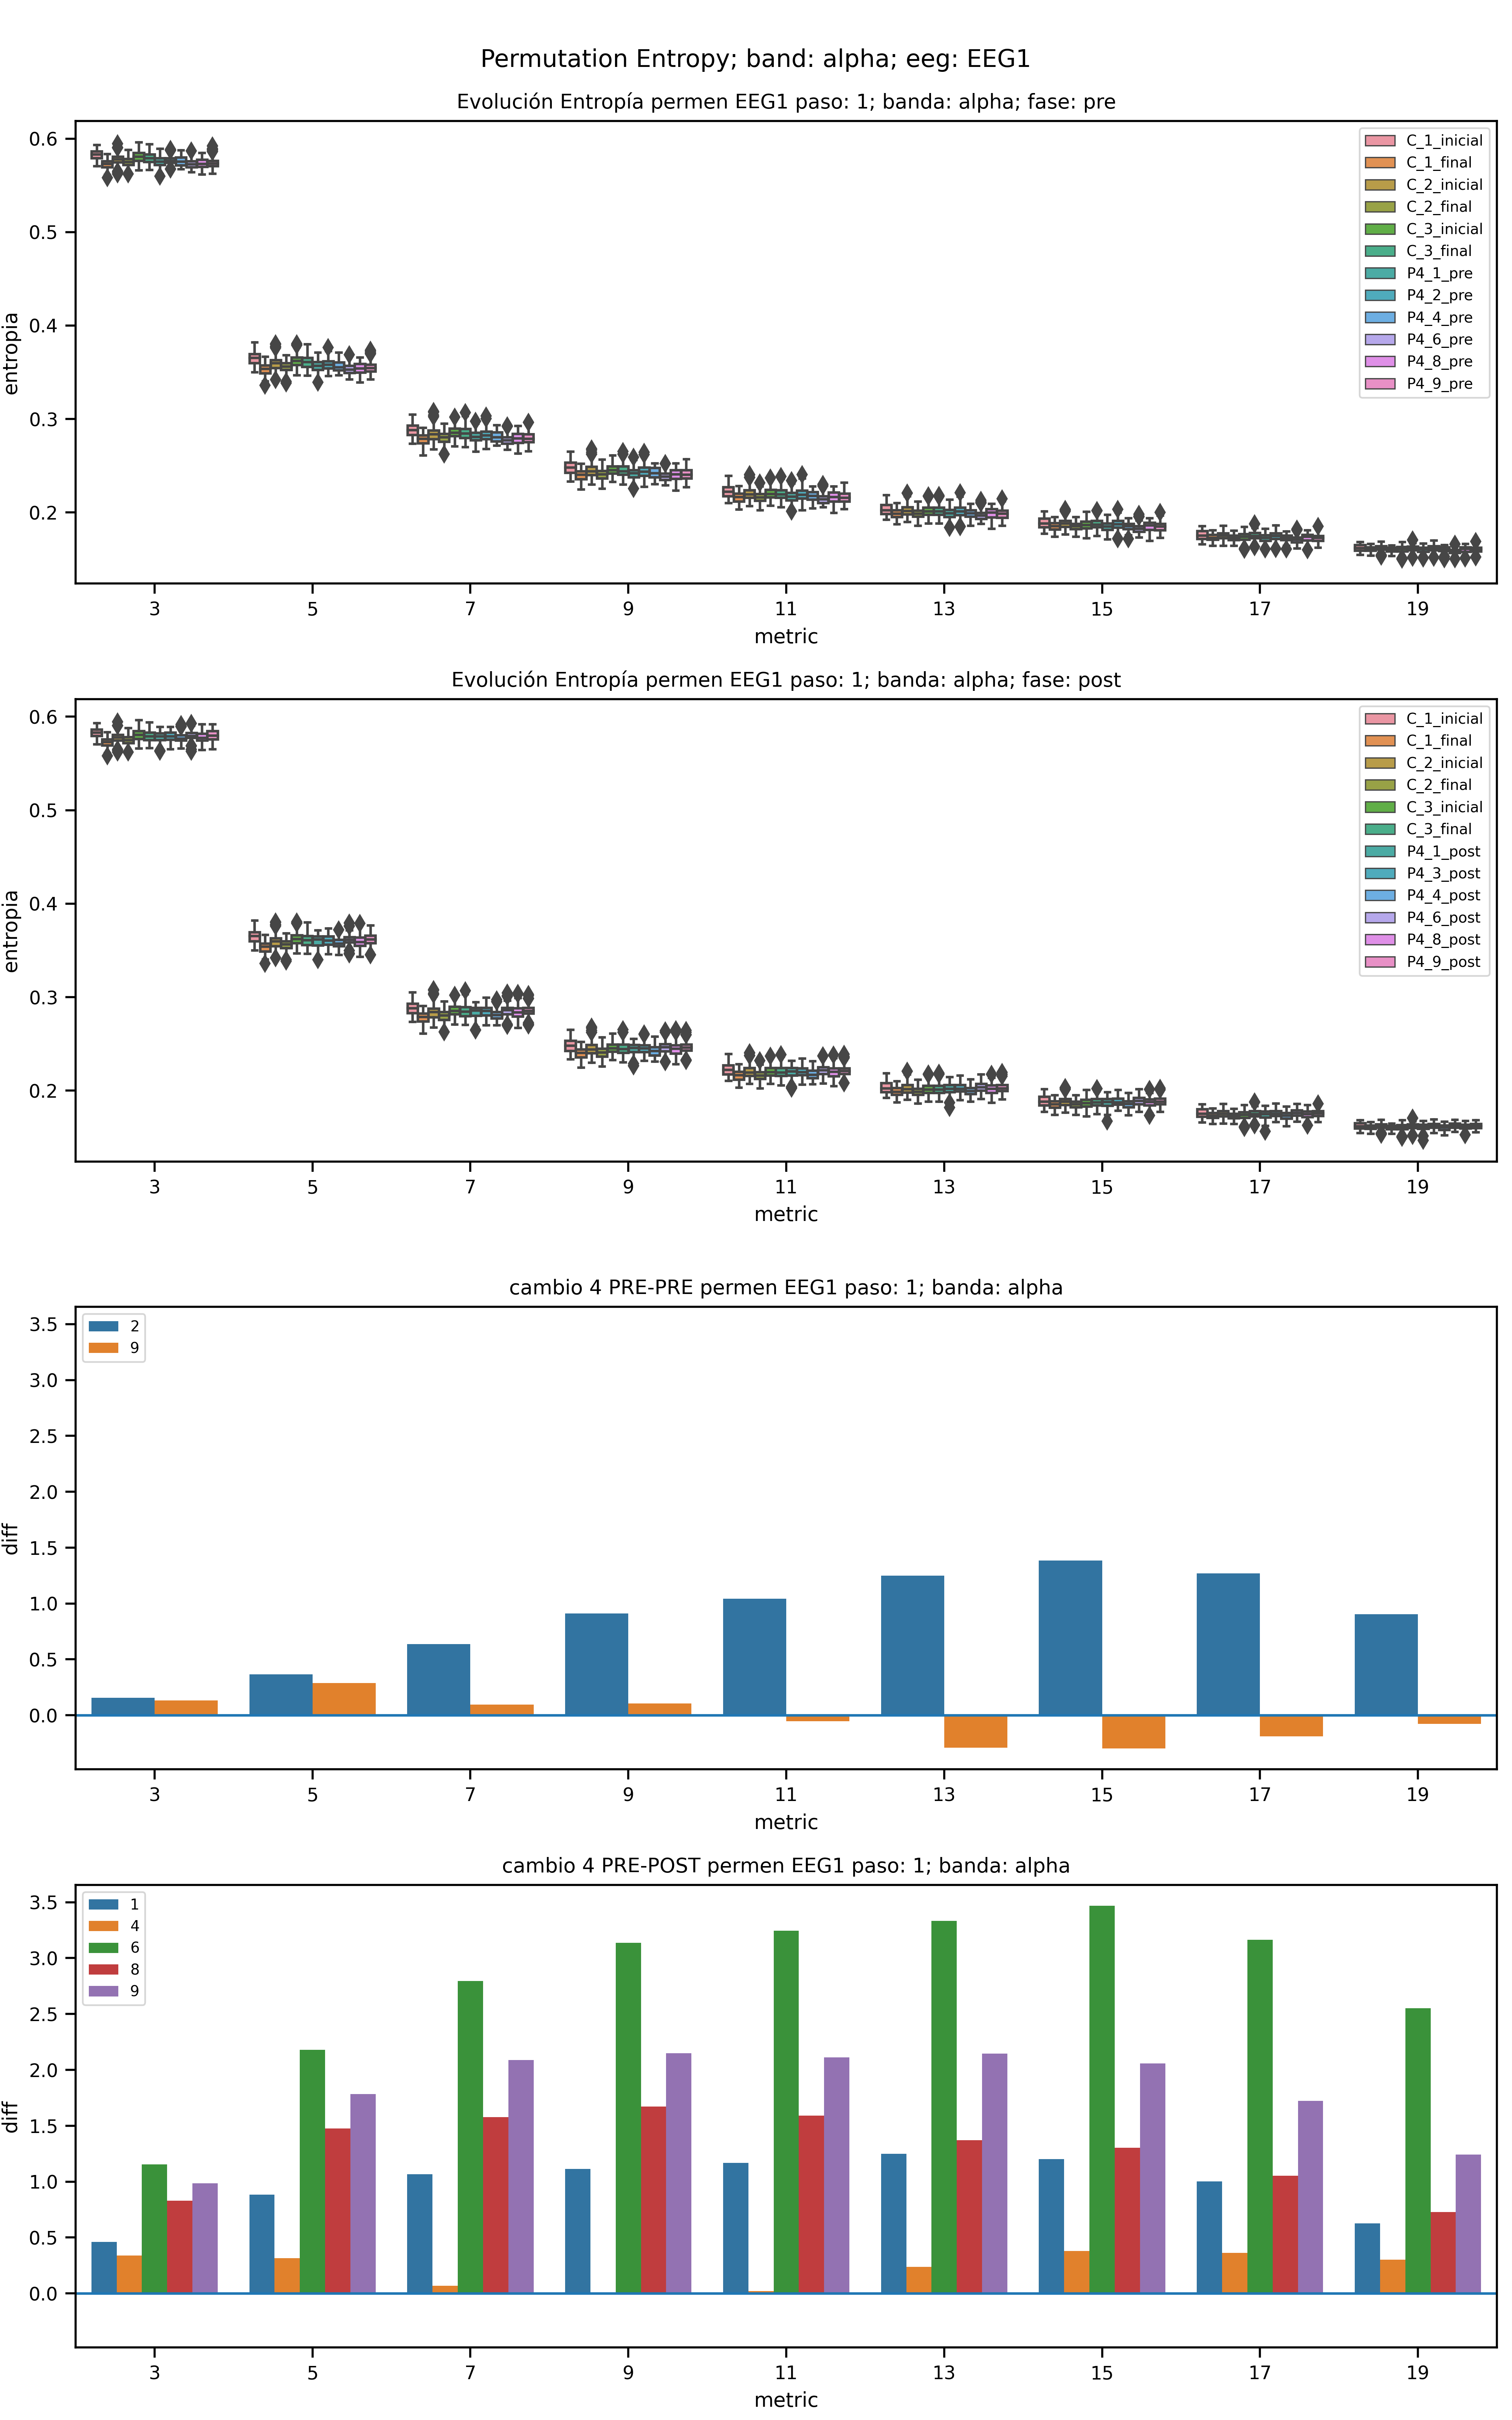 Permutation Entropy; band: alpha; eeg: EEG1
Evolución Entropía permen EEG1 paso: 1; banda: alpha; fase: pre
entropia
0.6
0.5
0.4
0.3
0.2
C_1_inicial
C_1_final
C_2_inicial
C_2_final
C_3_inicial
C_3_final
P4_1_pre
P4_2_pre
P4_4_pre
P4_6_pre
P4_8_pre
P4_9_pre
3 5 7 9 11 13 15 17 19
metric
Evolución Entropía permen EEG1 paso: 1; banda: alpha; fase: post
entropia
0.6
0.5
0.4
0.3
0.2
C_1_inicial
C_1_final
C_2_inicial
C_2_final
C_3_inicial
C_3_final
P4_1_post
P4_3_post
P4_4_post
P4_6_post
P4_8_post
P4_9_post
3 5 7 9 11 13 15 17 19
metric
cambio 4 PRE-PRE permen EEG1 paso: 1; banda: alpha
diff
3.5
3.0
2.5
2.0
1.5
1.0
0.5
0.0
2
9
3 5 7 9 11 13 15 17 19
metric
cambio 4 PRE-POST permen EEG1 paso: 1; banda: alpha
diff
3.5
3.0
2.5
2.0
1.5
1.0
0.5
0.0
1
4
6
8
9
3 5 7 9 11 13 15 17 19
metric